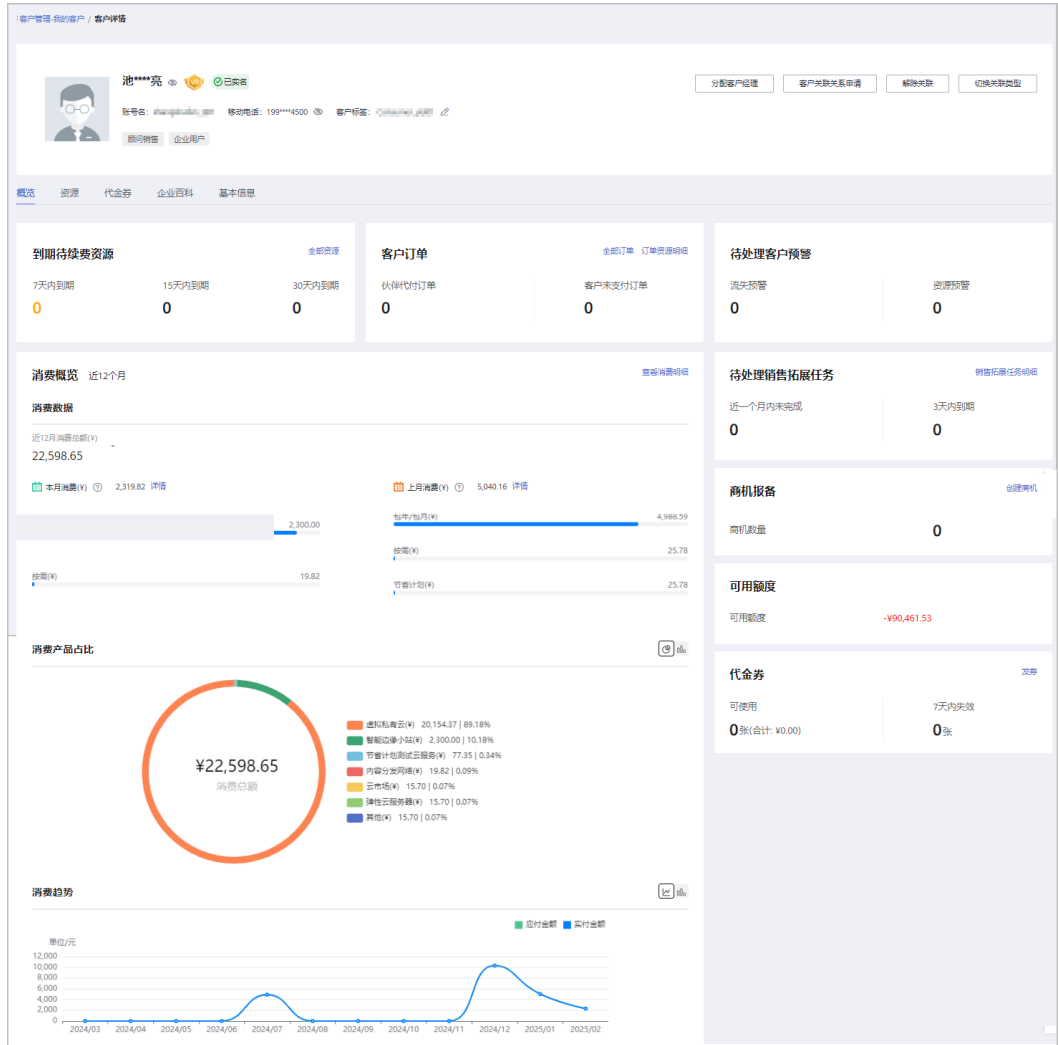 客户管理-我的客户 / 客户详情
池****亮 已实名
分配客户经理 客户关联关系申请 解除关联 切换关联类型
账号名： 移动电话：199****4500 客户标签：
顾问销售 企业用户
概览 资源 代金券 企业百科 基本信息
到期待续费资源 全部资源
7天内到期 15天内到期 30天内到期
0 0 0
客户订单 全部订单 订单资源明细
伙伴代付订单 客户未支付订单
0 0
待处理客户预警
流失预警 资源预警
0 0
消费概览 近12个月 查看消费明细
消费数据
近12月消费总额(¥)
22,598.65
本月消费(¥) 2,319.82 详情
2,300.00
按需(¥) 19.82
上月消费(¥) 5,040.16 详情
包年/包月(¥) 4,988.59
按需(¥) 25.78
节省计划(¥) 25.78
待处理销售拓展任务 销售拓展任务明细
近一个月内未完成 3天内到期
0 0
商机报备 创建商机
商机数量 0
可用额度
可用额度 -¥90,461.53
代金券 发券
可使用 7天内失效
0张(合计: ¥0.00) 0张
消费产品占比
¥22,598.65
消费总额
虚拟私有云(¥) 20,154.37 | 89.18%
智能边缘小站(¥) 2,300.00 | 10.18%
节省计划测试云服务(¥) 77.35 | 0.34%
内容分发网络(¥) 19.82 | 0.09%
云市场(¥) 15.70 | 0.07%
弹性云服务器(¥) 15.70 | 0.07%
其他(¥) 15.70 | 0.07%
消费趋势
应付金额 实付金额
单位/元
12,000
10,000
8,000
6,000
4,000
2,000
0
2024/03 2024/04 2024/05 2024/06 2024/07 2024/08 2024/09 2024/10 2024/11 2024/12 2025/01 2025/02